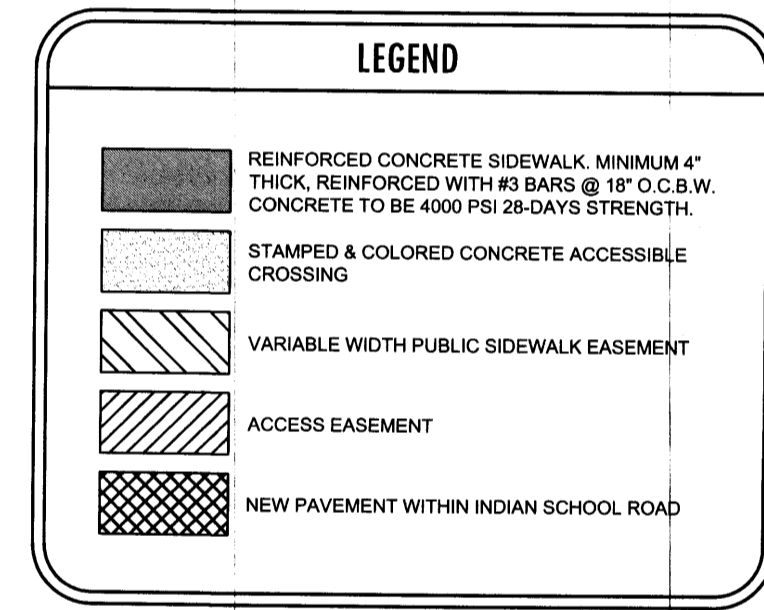 LEGEND
REINFORCED CONCRETE SIDEWALK. MINIMUM 4"
THICK, REINFORCED WITH #3 BARS @ 18" O.C.B.W.
CONCRETE TO BE 4000 PSI 28-DAYS STRENGTH.
STAMPED & COLORED CONCRETE ACCESSIBLE
CROSSING
VARIABLE WIDTH PUBLIC SIDEWALK EASEMENT
ACCESS EASEMENT
NEW PAVEMENT WITHIN INDIAN SCHOOL ROAD